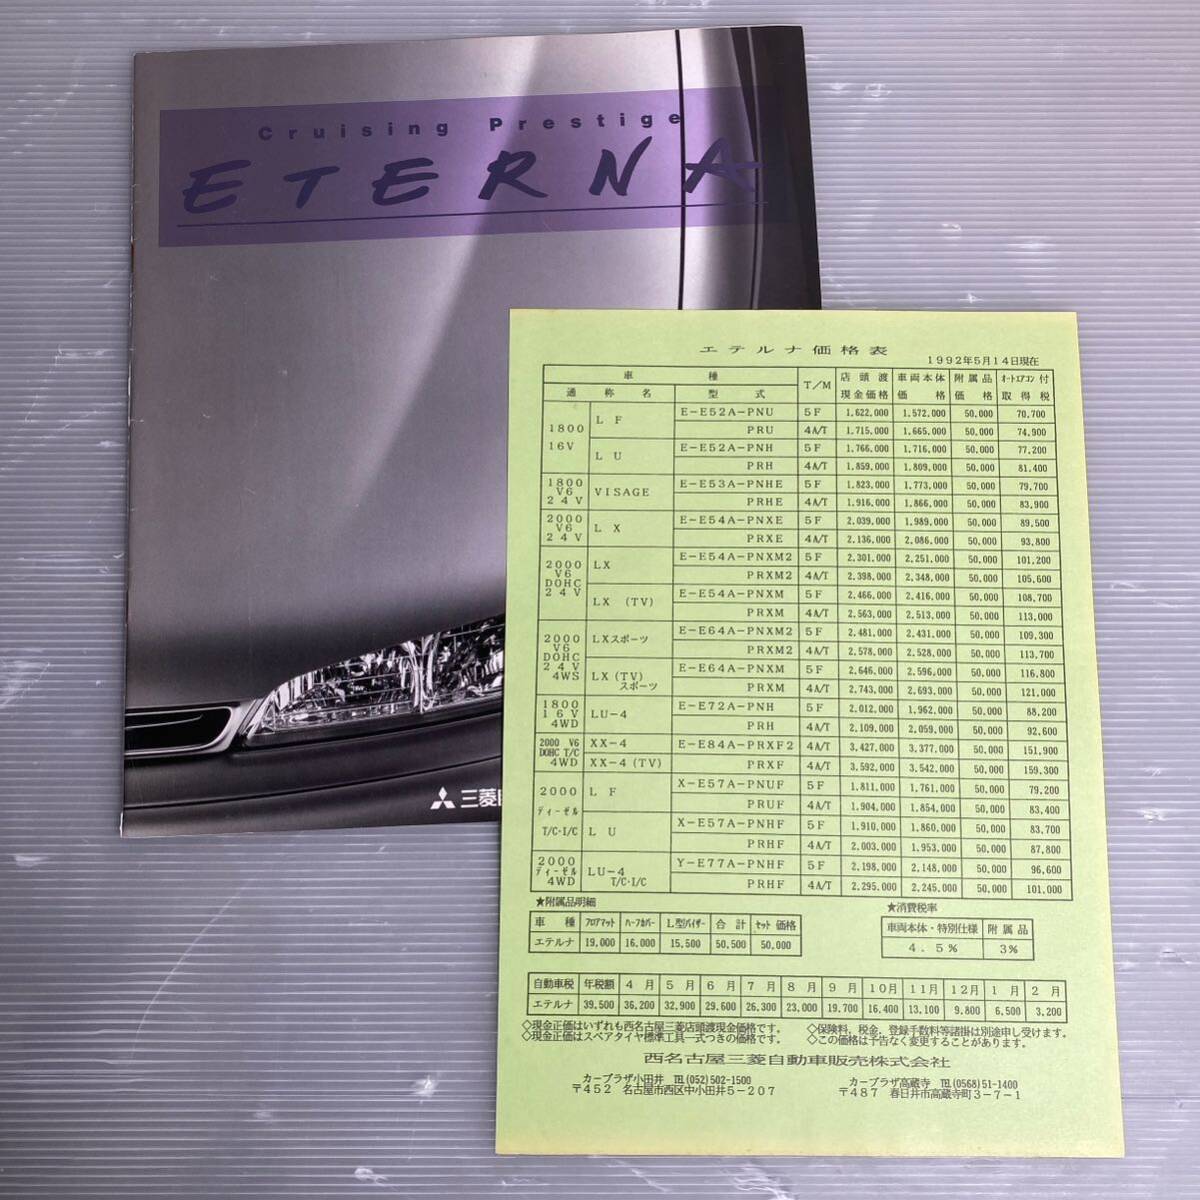 Cruising Prestige
ETERNA
三菱
エテルナ価格表
1992年5月14日現在
車 種 T/M 店頭渡現金価格 車両本体価格 附属品価格 オートエアコン付取得税
通称名 型式
1800 16V LF E-E52A-PNU 5F 1,622,000 1,572,000 50,000 70,700
PRU 4A/T 1,715,000 1,665,000 50,000 74,900
LU E-E52A-PNH 5F 1,766,000 1,716,000 50,000 77,200
PRH 4A/T 1,859,000 1,809,000 50,000 81,400
1800 V6 24V VISAGE E-E53A-PNHE 5F 1,823,000 1,773,000 50,000 79,700
PRHE 4A/T 1,916,000 1,866,000 50,000 83,900
2000 V6 24V LX E-E54A-PNXE 5F 2,039,000 1,989,000 50,000 89,500
PRXE 4A/T 2,136,000 2,086,000 50,000 93,800
2000 V6 DOHC 24V LX E-E54A-PNXM2 5F 2,301,000 2,251,000 50,000 101,200
PRXM2 4A/T 2,398,000 2,348,000 50,000 105,600
LX (TV) E-E54A-PNXM 5F 2,466,000 2,416,000 50,000 108,700
PRXM 4A/T 2,563,000 2,513,000 50,000 113,000
2000 V6 DOHC 24V 4WS LXスポーツ E-E64A-PNXM2 5F 2,481,000 2,431,000 50,000 109,300
PRXM2 4A/T 2,578,000 2,528,000 50,000 113,700
LX(TV)スポーツ E-E64A-PNXM 5F 2,646,000 2,596,000 50,000 116,800
PRXM 4A/T 2,743,000 2,693,000 50,000 121,000
1800 16V 4WD LU-4 E-E72A-PNH 5F 2,012,000 1,962,000 50,000 88,200
PRH 4A/T 2,109,000 2,059,000 50,000 92,600
2000 V6 DOHC T/C 4WD XX-4 E-E84A-PRXF2 4A/T 3,427,000 3,377,000 50,000 151,900
XX-4(TV) PRXF 4A/T 3,592,000 3,542,000 50,000 159,300
2000 ディーゼル T/C・I/C LF X-E57A-PNUF 5F 1,811,000 1,761,000 50,000 79,200
PRUF 4A/T 1,904,000 1,854,000 50,000 83,400
LU X-E57A-PNHF 5F 1,910,000 1,860,000 50,000 83,700
PRHF 4A/T 2,003,000 1,953,000 50,000 87,800
2000 ディーゼル 4WD LU-4 T/C・I/C Y-E77A-PNHF 5F 2,198,000 2,148,000 50,000 96,600
PRHF 4A/T 2,295,000 2,245,000 50,000 101,000
★附属品明細
車種 フロアマット ハーフカバー L型バイザー 合計 セット価格
エテルナ 19,000 16,000 15,500 50,500 50,000
★消費税率
車両本体・特別仕様 附属品
4.5% 3%
自動車税 年税額 4月 5月 6月 7月 8月 9月 10月 11月 12月 1月 2月
エテルナ 39,500 36,200 32,900 29,600 26,300 23,000 19,700 16,400 13,100 9,800 6,500 3,200
◇現金正価はいずれも西名古屋三菱店頭渡現金価格です。 ◇保険料、税金、登録手数料等諸掛は別途申し受けます。
◇現金正価はスペアタイヤ標準工具一式つきの価格です。 ◇この価格は予告なく変更することがあります。
西名古屋三菱自動車販売株式会社
カープラザ小田井 TEL(052)502-1500
〒452 名古屋市西区中小田井5-207
カープラザ高蔵寺 TEL(0568)51-1400
〒487 春日井市高蔵寺町3-7-1